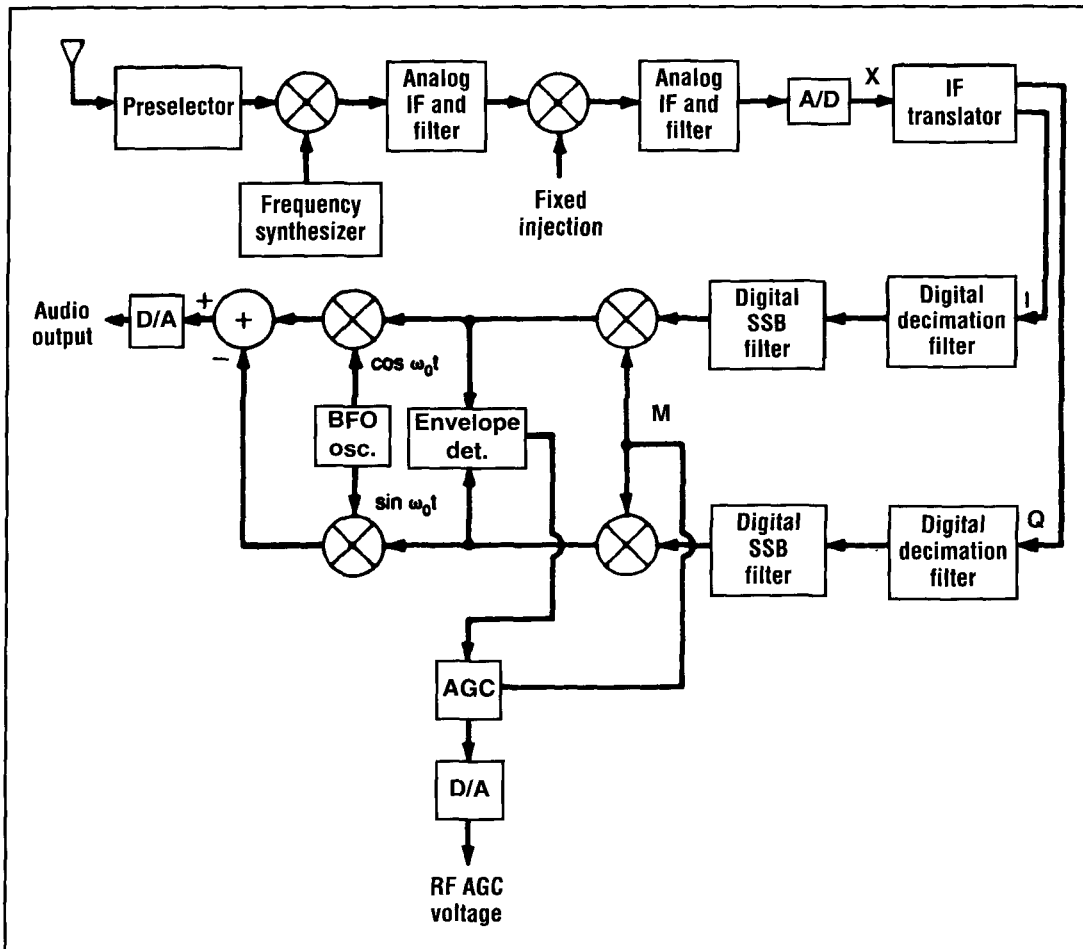 Preselector
Analog
IF and
filter
Analog
IF and
filter
A/D
X
IF
translator
Frequency
synthesizer
Fixed
injection
Audio
output
D/A
+
+
−
cos ω₀t
BFO
osc.
sin ω₀t
Envelope
det.
M
Digital
SSB
filter
Digital
decimation
filter
I
Digital
SSB
filter
Digital
decimation
filter
Q
AGC
D/A
RF AGC
voltage